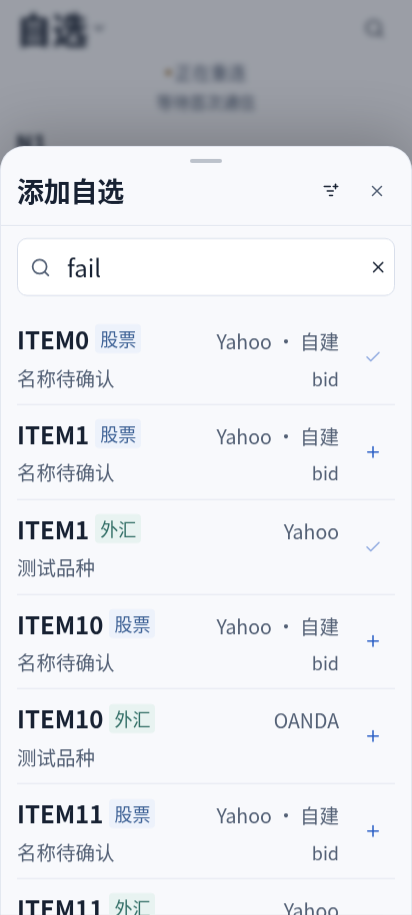 自选
正在重连
等待首次通信
N1
添加自选
fail
ITEM0 股票 Yahoo · 自建
名称待确认 bid
ITEM1 股票 Yahoo · 自建
名称待确认 bid
ITEM1 外汇 Yahoo
测试品种
ITEM10 股票 Yahoo · 自建
名称待确认 bid
ITEM10 外汇 OANDA
测试品种
ITEM11 股票 Yahoo · 自建
名称待确认 bid
ITEM11 外汇 Yahoo